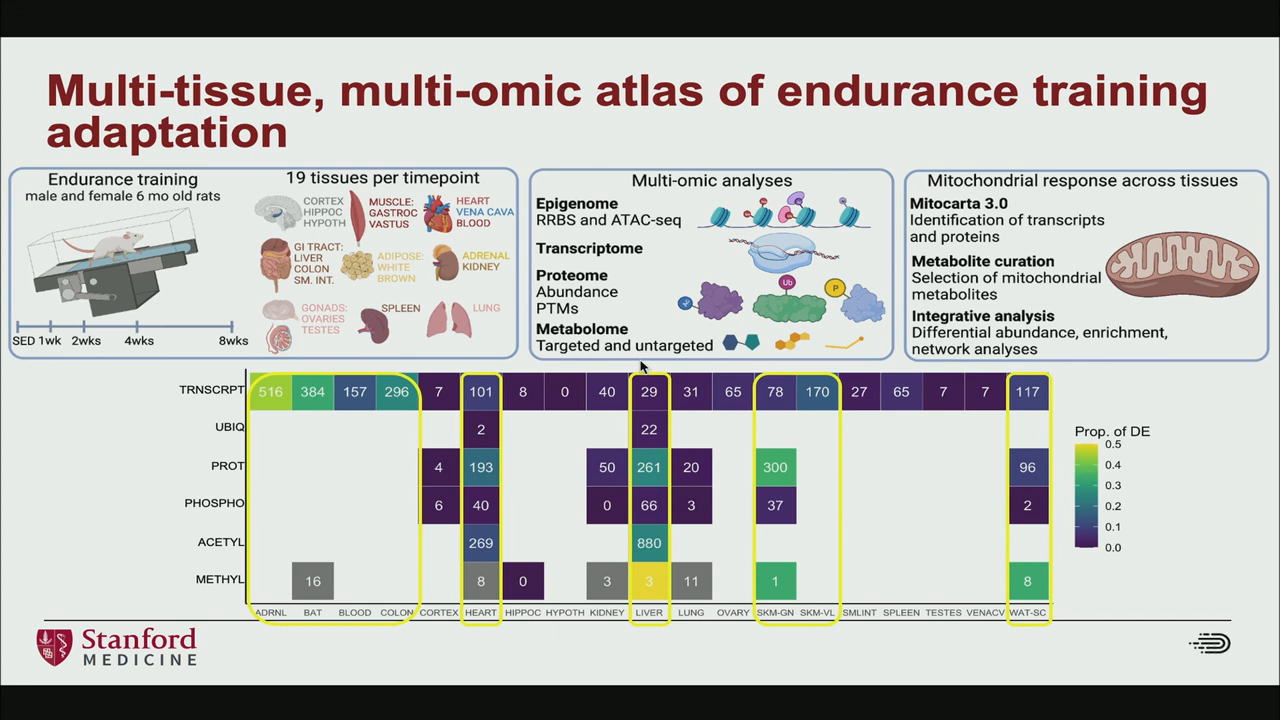 Multi-tissue, multi-omic atlas of endurance training
adaptation
Endurance training
male and female 6 mo old rats
SED 1wk 2wks 4wks 8wks
19 tissues per timepoint
CORTEX
HIPPOC
HYPOTH
MUSCLE:
GASTROC
VASTUS
HEART
VENA CAVA
BLOOD
GI TRACT:
LIVER
COLON
SM. INT.
ADIPOSE:
WHITE
BROWN
ADRENAL
KIDNEY
GONADS:
OVARIES
TESTES
SPLEEN
LUNG
Multi-omic analyses
Epigenome
RRBS and ATAC-seq
Transcriptome
Proteome
Abundance
PTMs
Ub
P
Metabolome
Targeted and untargeted
Mitochondrial response across tissues
Mitocarta 3.0
Identification of transcripts
and proteins
Metabolite curation
Selection of mitochondrial
metabolites
Integrative analysis
Differential abundance, enrichment,
network analyses
TRNSCRPT 516 384 157 296 7 101 8 0 40 29 31 65 78 170 27 65 7 7 117
UBIQ 2 22
PROT 4 193 50 261 20 300 96
PHOSPHO 6 40 0 66 3 37 2
ACETYL 269 880
METHYL 16 8 0 3 3 11 1 8
ADRNL BAT BLOOD COLON CORTEX HEART HIPPOC HYPOTH KIDNEY LIVER LUNG OVARY SKM-GN SKM-VL SMLINT SPLEEN TESTES VENACV WAT-SC
Prop. of DE
0.5
0.4
0.3
0.2
0.1
0.0
Stanford
MEDICINE